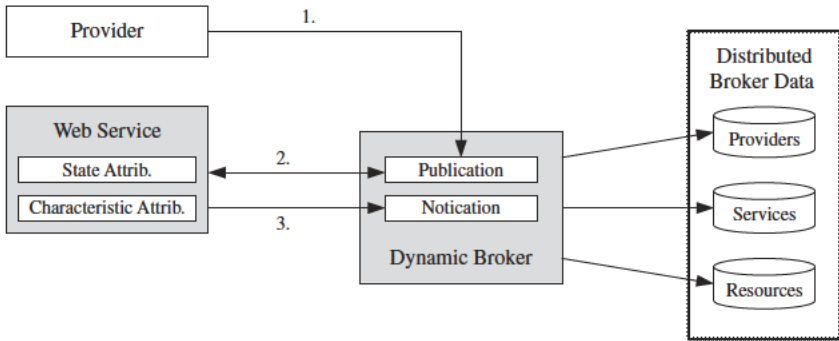 Provider
1.
Distributed
Broker Data
Providers
Services
Resources
Web Service
State Attrib.
Characteristic Attrib.
2.
3.
Publication
Notication
Dynamic Broker